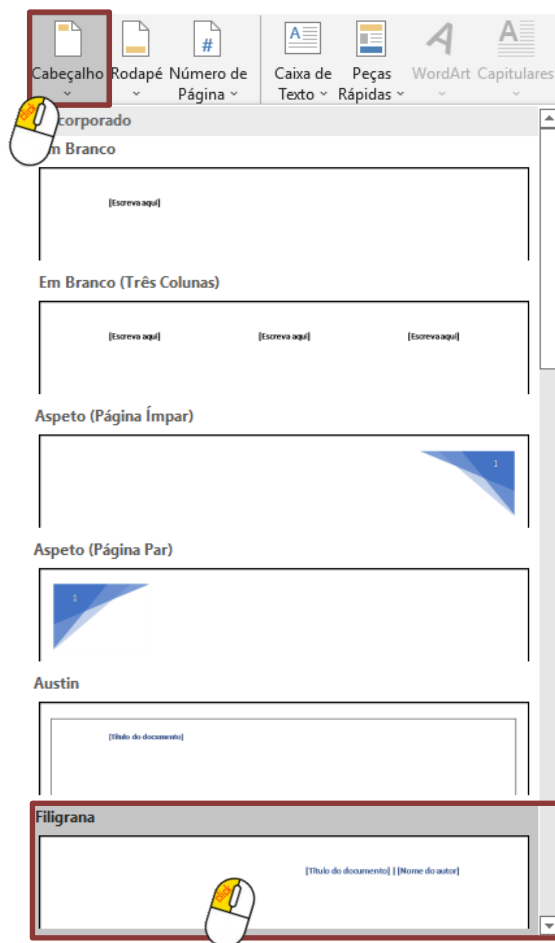 Cabeçalho Rodapé Número de Página Caixa de Texto Peças Rápidas WordArt Capitulares
click
corporado
m Branco
[Escreva aqui]
Em Branco (Três Colunas)
[Escreva aqui] [Escreva aqui] [Escreva aqui]
Aspeto (Página Ímpar)
1
Aspeto (Página Par)
1
Austin
[Título do documento]
Filigrana
[Título do documento] | [Nome do autor]
click